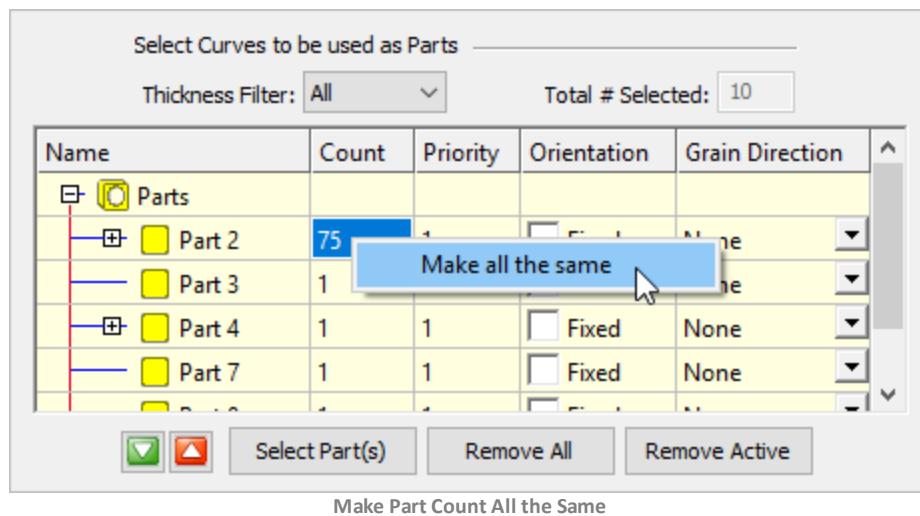 Select Curves to be used as Parts
Thickness Filter: All Total # Selected: 10
Name Count Priority Orientation Grain Direction
Parts
Part 2 75
Make all the same
Part 3 1
Part 4 1 1 Fixed None
Part 7 1 1 Fixed None
Select Part(s) Remove All Remove Active
Make Part Count All the Same